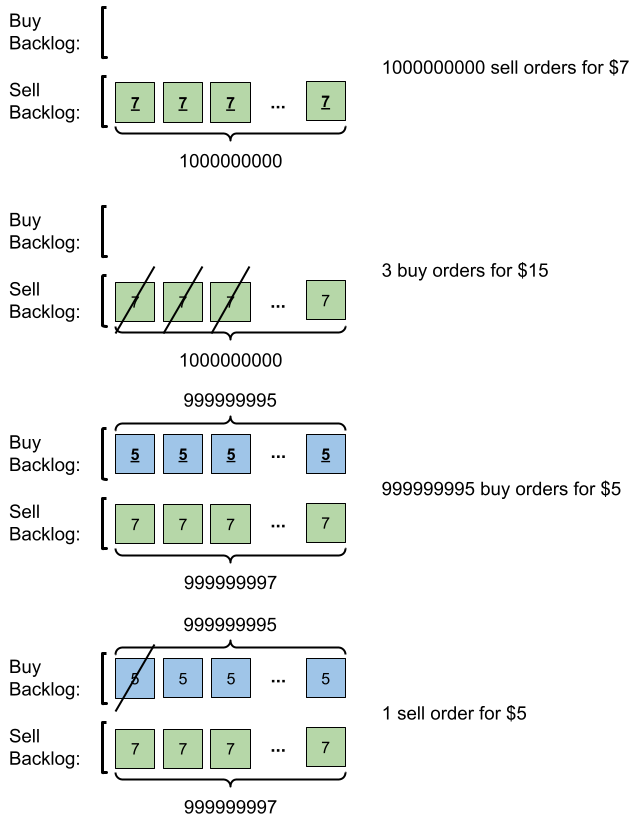 Buy
Backlog:
1000000000 sell orders for $7
Sell
Backlog:
7 7 7 ... 7
1000000000
Buy
Backlog:
3 buy orders for $15
Sell
Backlog:
7 7 7 ... 7
1000000000
999999995
Buy
Backlog:
5 5 5 ... 5
999999995 buy orders for $5
Sell
Backlog:
7 7 7 ... 7
999999997
999999995
Buy
Backlog:
5 5 5 ... 5
1 sell order for $5
Sell
Backlog:
7 7 7 ... 7
999999997